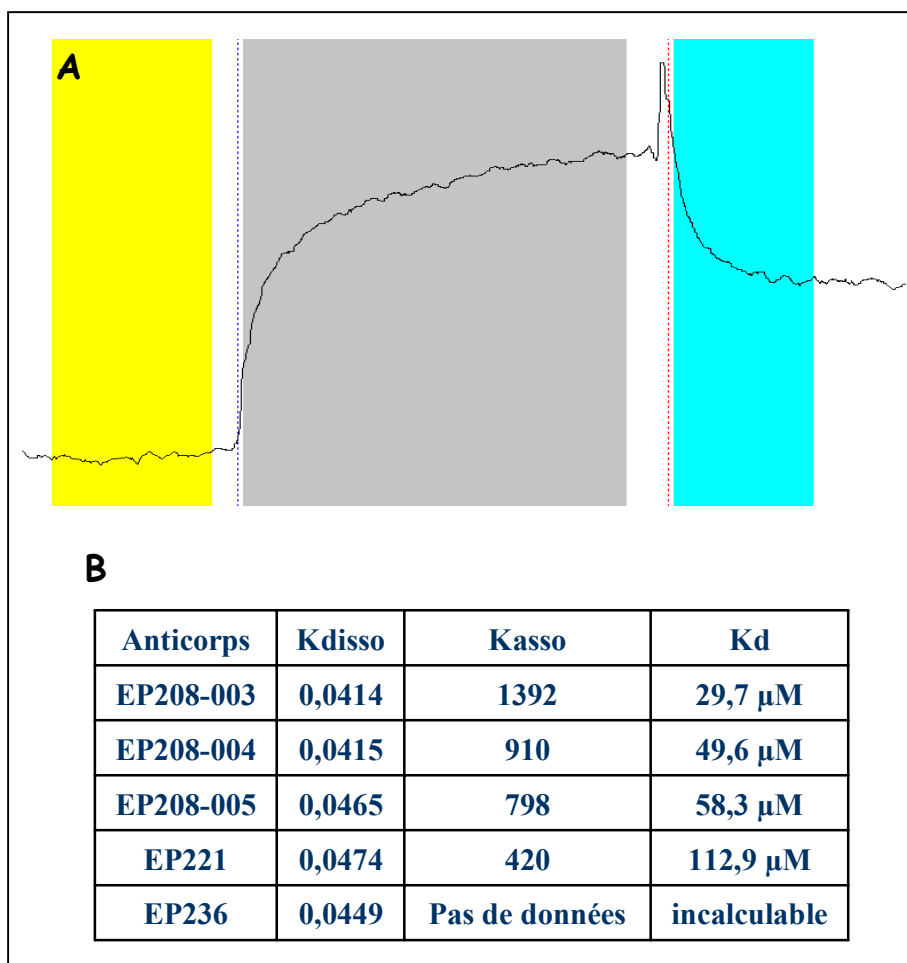 A
B
Anticorps Kdisso Kasso Kd
EP208-003 0,0414 1392 29,7 µM
EP208-004 0,0415 910 49,6 µM
EP208-005 0,0465 798 58,3 µM
EP221 0,0474 420 112,9 µM
EP236 0,0449 Pas de données incalculable